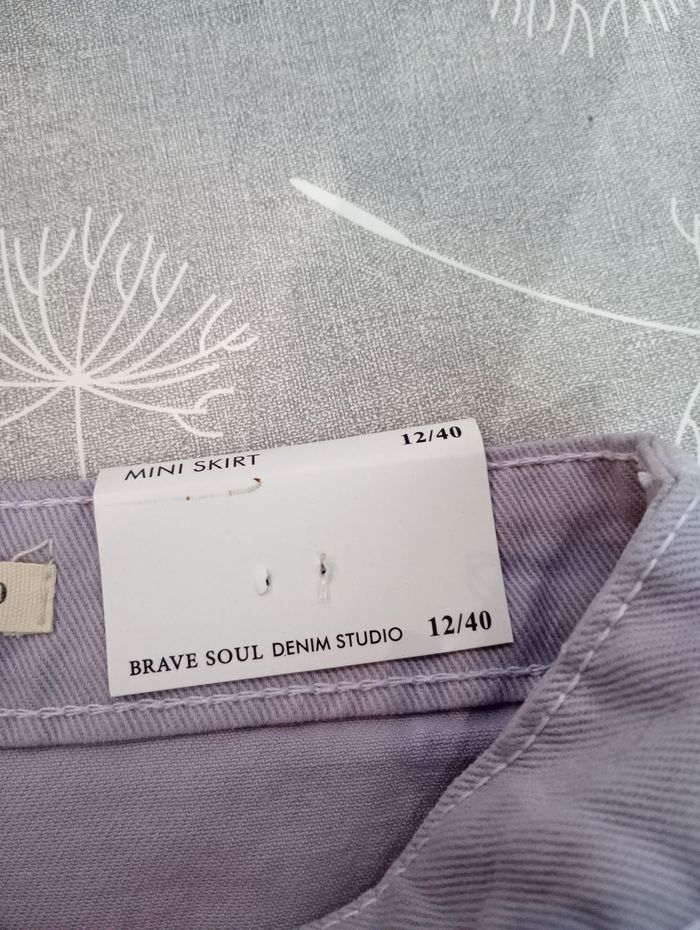 MINI SKIRT 12/40
BRAVE SOUL DENIM STUDIO 12/40